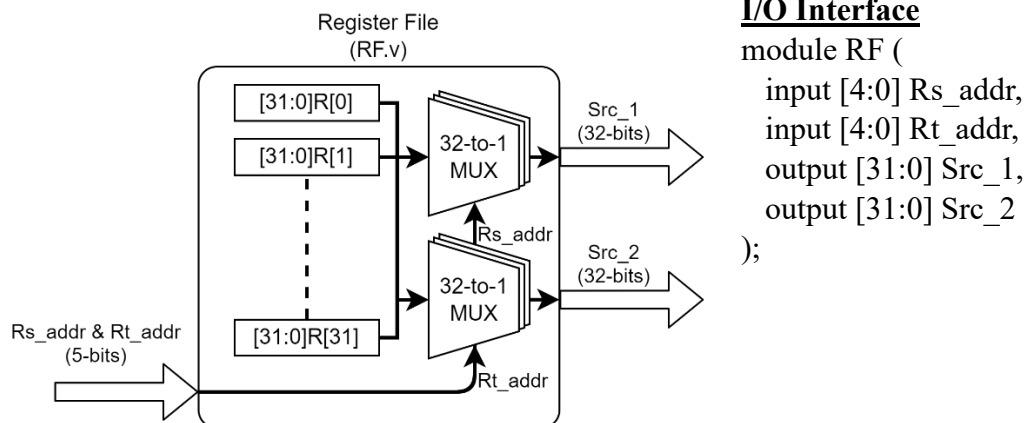 Register File
(RF.v)
[31:0]R[0]
[31:0]R[1]
[31:0]R[31]
32-to-1
MUX
Rs_addr
32-to-1
MUX
Rt_addr
Rs_addr & Rt_addr
(5-bits)
Src_1
(32-bits)
Src_2
(32-bits)
I/O Interface
module RF (
input [4:0] Rs_addr,
input [4:0] Rt_addr,
output [31:0] Src_1,
output [31:0] Src_2
);